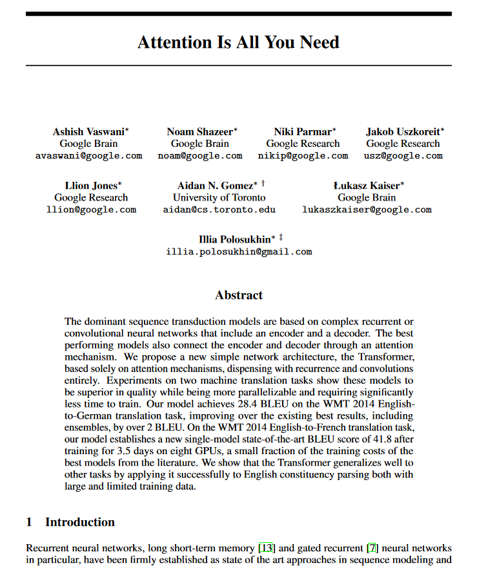 Attention Is All You Need
Ashish Vaswani* Noam Shazeer* Niki Parmar* Jakob Uszkoreit*
Google Brain Google Brain Google Research Google Research
avaswani@google.com noam@google.com nikip@google.com usz@google.com
Llion Jones* Aidan N. Gomez* † Łukasz Kaiser*
Google Research University of Toronto Google Brain
llion@google.com aidan@cs.toronto.edu lukaszkaiser@google.com
Illia Polosukhin* ‡
illia.polosukhin@gmail.com
Abstract
The dominant sequence transduction models are based on complex recurrent or
convolutional neural networks that include an encoder and a decoder. The best
performing models also connect the encoder and decoder through an attention
mechanism. We propose a new simple network architecture, the Transformer,
based solely on attention mechanisms, dispensing with recurrence and convolutions
entirely. Experiments on two machine translation tasks show these models to
be superior in quality while being more parallelizable and requiring significantly
less time to train. Our model achieves 28.4 BLEU on the WMT 2014 English-
to-German translation task, improving over the existing best results, including
ensembles, by over 2 BLEU. On the WMT 2014 English-to-French translation task,
our model establishes a new single-model state-of-the-art BLEU score of 41.8 after
training for 3.5 days on eight GPUs, a small fraction of the training costs of the
best models from the literature. We show that the Transformer generalizes well to
other tasks by applying it successfully to English constituency parsing both with
large and limited training data.
1 Introduction
Recurrent neural networks, long short-term memory [13] and gated recurrent [7] neural networks
in particular, have been firmly established as state of the art approaches in sequence modeling and